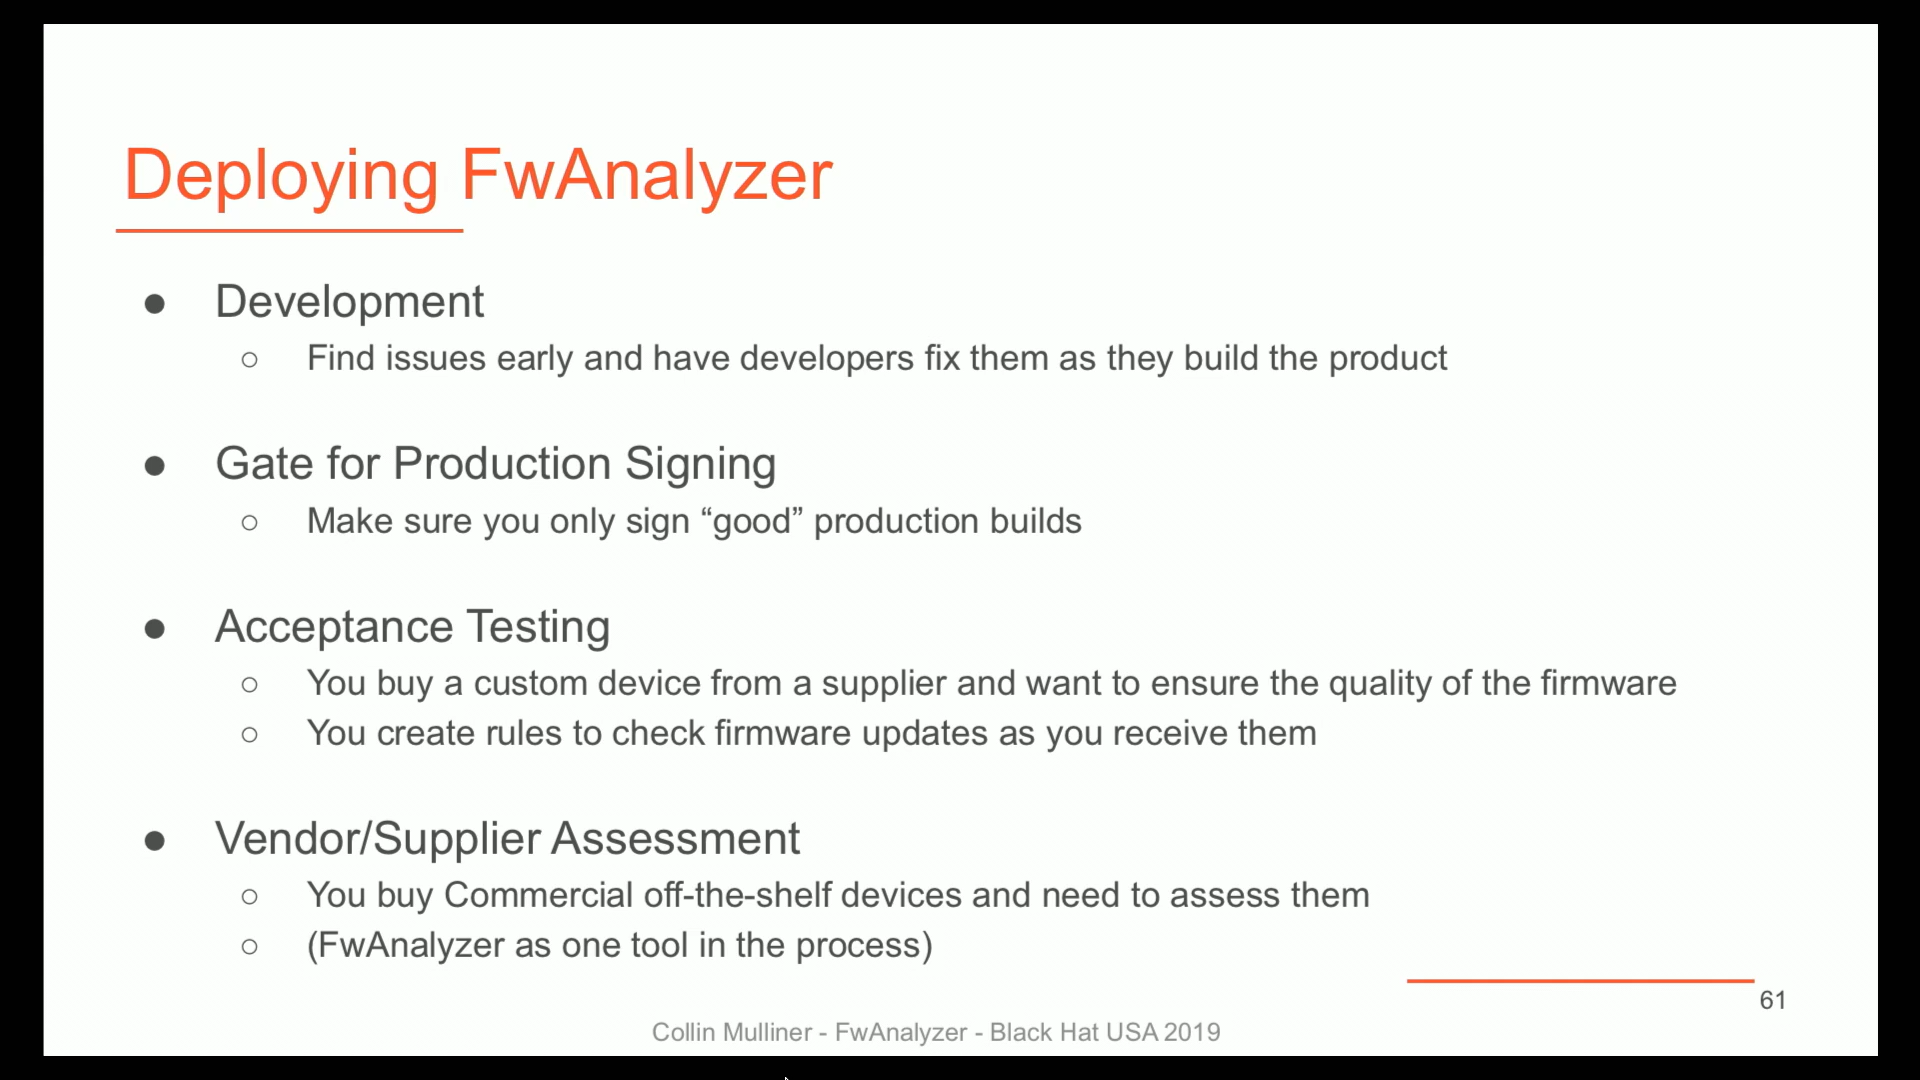 Deploying FwAnalyzer
● Development
○ Find issues early and have developers fix them as they build the product
● Gate for Production Signing
○ Make sure you only sign “good” production builds
● Acceptance Testing
○ You buy a custom device from a supplier and want to ensure the quality of the firmware
○ You create rules to check firmware updates as you receive them
● Vendor/Supplier Assessment
○ You buy Commercial off-the-shelf devices and need to assess them
○ (FwAnalyzer as one tool in the process)
61
Collin Mulliner - FwAnalyzer - Black Hat USA 2019